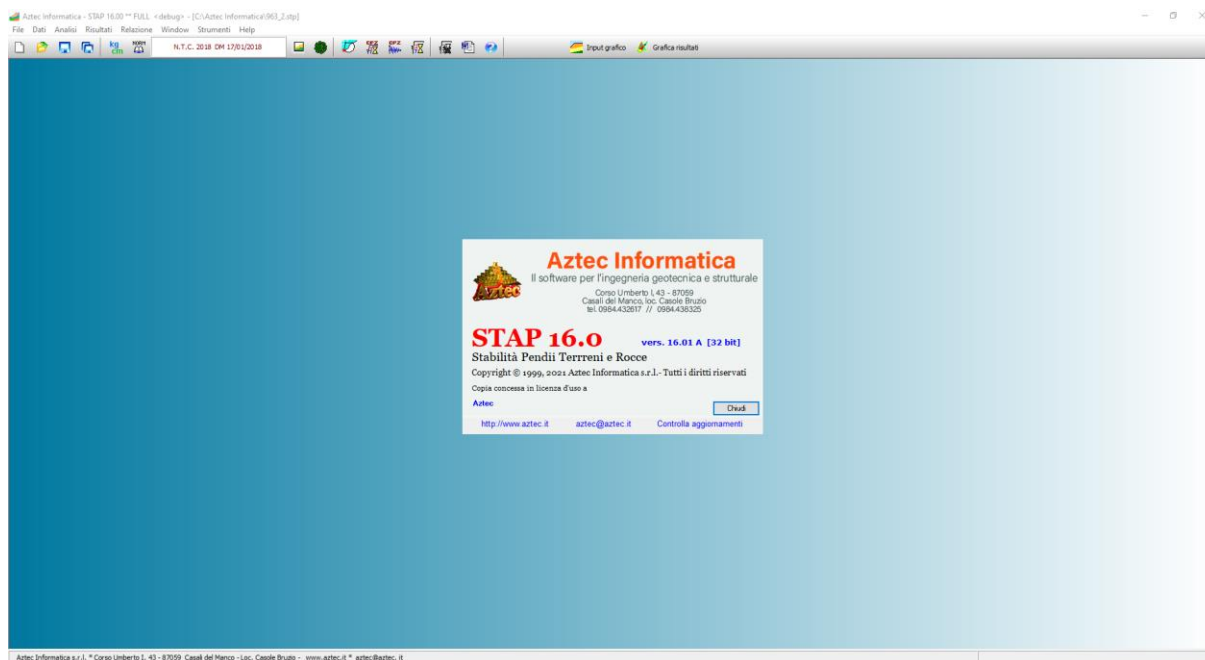 Aztec Informatica - STAP 16.00 ** FULL <debug> - [C:\Aztec Informatica\963_2.stp]
File Dati Analisi Risultati Relazione Window Strumenti Help
kg cm NORM N.T.C. 2018 DM 17/01/2018 Input grafico Grafica risultati
Aztec Informatica
Il software per l'ingegneria geotecnica e strutturale
Corso Umberto I, 43 - 87059
Casali del Manco, loc. Casole Bruzio
tel. 0984.432617 // 0984.438325
Aztec
STAP 16.0 vers. 16.01 A [32 bit]
Stabilità Pendii Terrreni e Rocce
Copyright © 1999, 2021 Aztec Informatica s.r.l.- Tutti i diritti riservati
Copia concessa in licenza d'uso a
Aztec
Chiudi
http://www.aztec.it aztec@aztec.it Controlla aggiornamenti
Aztec Informatica s.r.l. * Corso Umberto I, 43 - 87059 Casali del Manco - Loc. Casole Bruzio - www.aztec.it * aztec@aztec. it